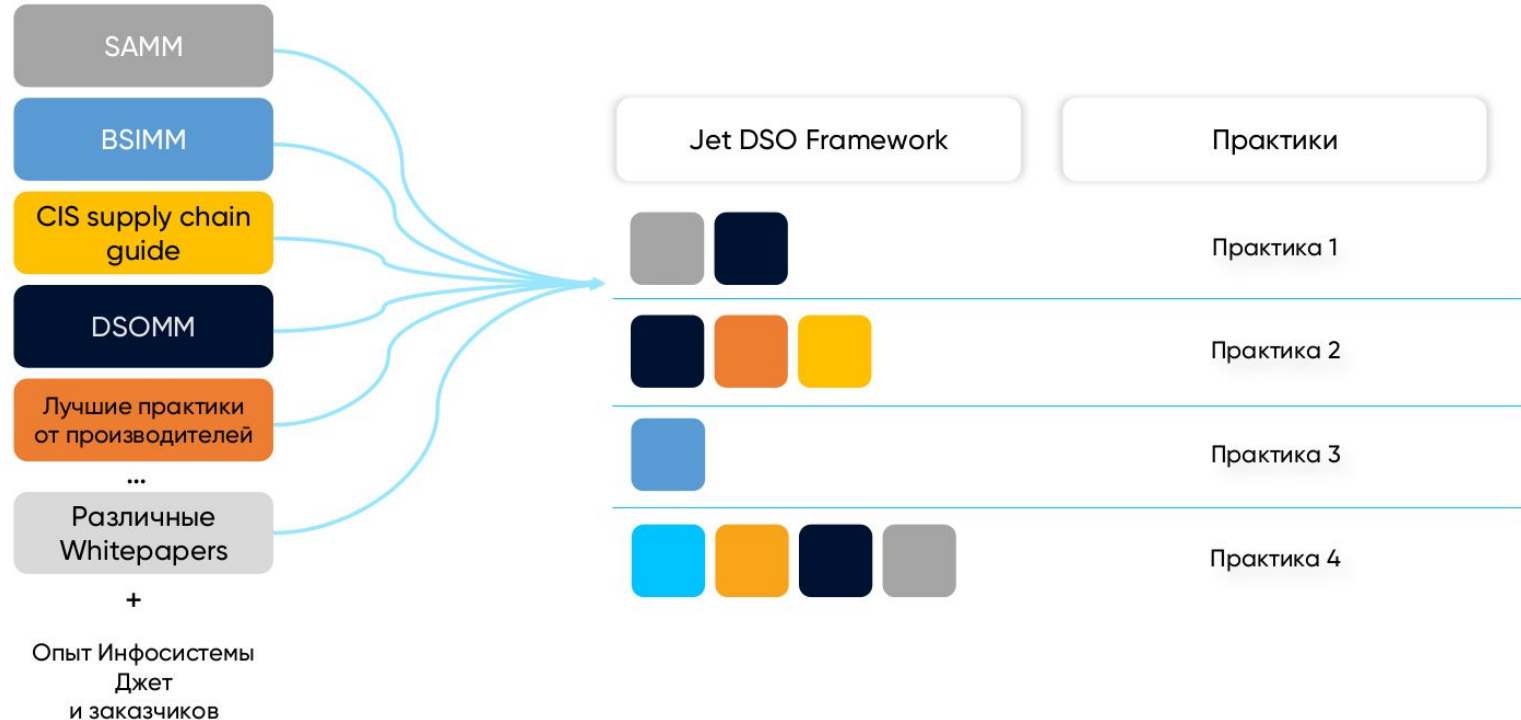 SAMM
BSIMM
CIS supply chain
guide
DSOMM
Лучшие практики
от производителей
...
Различные
Whitepapers
+
Опыт Инфосистемы
Джет
и заказчиков
Jet DSO Framework
Практики
Практика 1
Практика 2
Практика 3
Практика 4